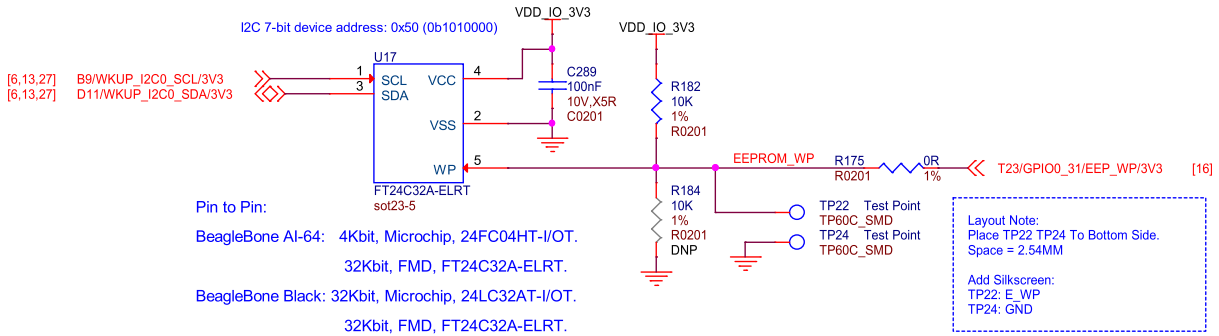 VDD_IO_3V3
I2C 7-bit device address: 0x50 (0b1010000)
VDD_IO_3V3
U17
[6,13,27] B9/WKUP_I2C0_SCL/3V3
1
SCL
VCC
4
[6,13,27] D11/WKUP_I2C0_SDA/3V3
3
SDA
C289
100nF
10V,X5R
C0201
R182
10K
1%
R0201
VSS
2
WP
5
EEPROM_WP
R175
0R
R0201
1%
T23/GPIO0_31/EEP_WP/3V3 [16]
FT24C32A-ELRT
sot23-5
R184
10K
1%
R0201
DNP
TP22 Test Point
TP60C_SMD
TP24 Test Point
TP60C_SMD
Pin to Pin:
BeagleBone AI-64: 4Kbit, Microchip, 24FC04HT-I/OT.
32Kbit, FMD, FT24C32A-ELRT.
BeagleBone Black: 32Kbit, Microchip, 24LC32AT-I/OT.
32Kbit, FMD, FT24C32A-ELRT.
Layout Note:
Place TP22 TP24 To Bottom Side.
Space = 2.54MM
Add Silkscreen:
TP22: E_WP
TP24: GND